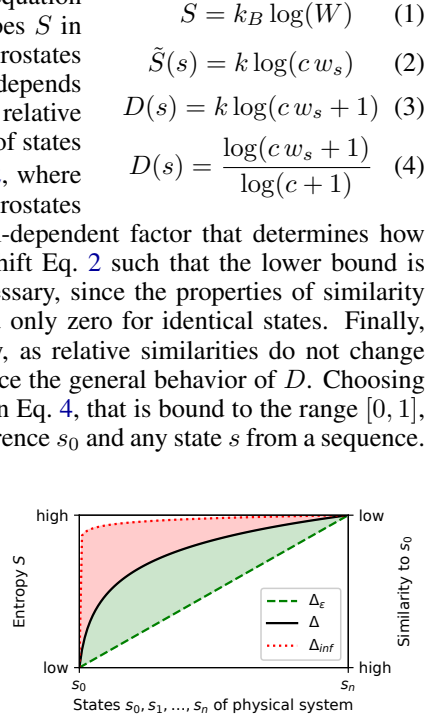 equation
pes S in
rostates
depends
relative
of states
, where
rostates
S = k_B log(W) (1)
S̃(s) = k log(c w_s) (2)
D(s) = k log(c w_s + 1) (3)
D(s) = log(c w_s + 1) / log(c + 1) (4)
-dependent factor that determines how
hift Eq. 2 such that the lower bound is
essary, since the properties of similarity
only zero for identical states. Finally,
y, as relative similarities do not change
ce the general behavior of D. Choosing
n Eq. 4, that is bound to the range [0, 1],
rence s_0 and any state s from a sequence.
high
low
Entropy S
Similarity to s_0
Δ_ε
Δ
Δ_inf
low
high
s_0
s_n
States s_0, s_1, ..., s_n of physical system